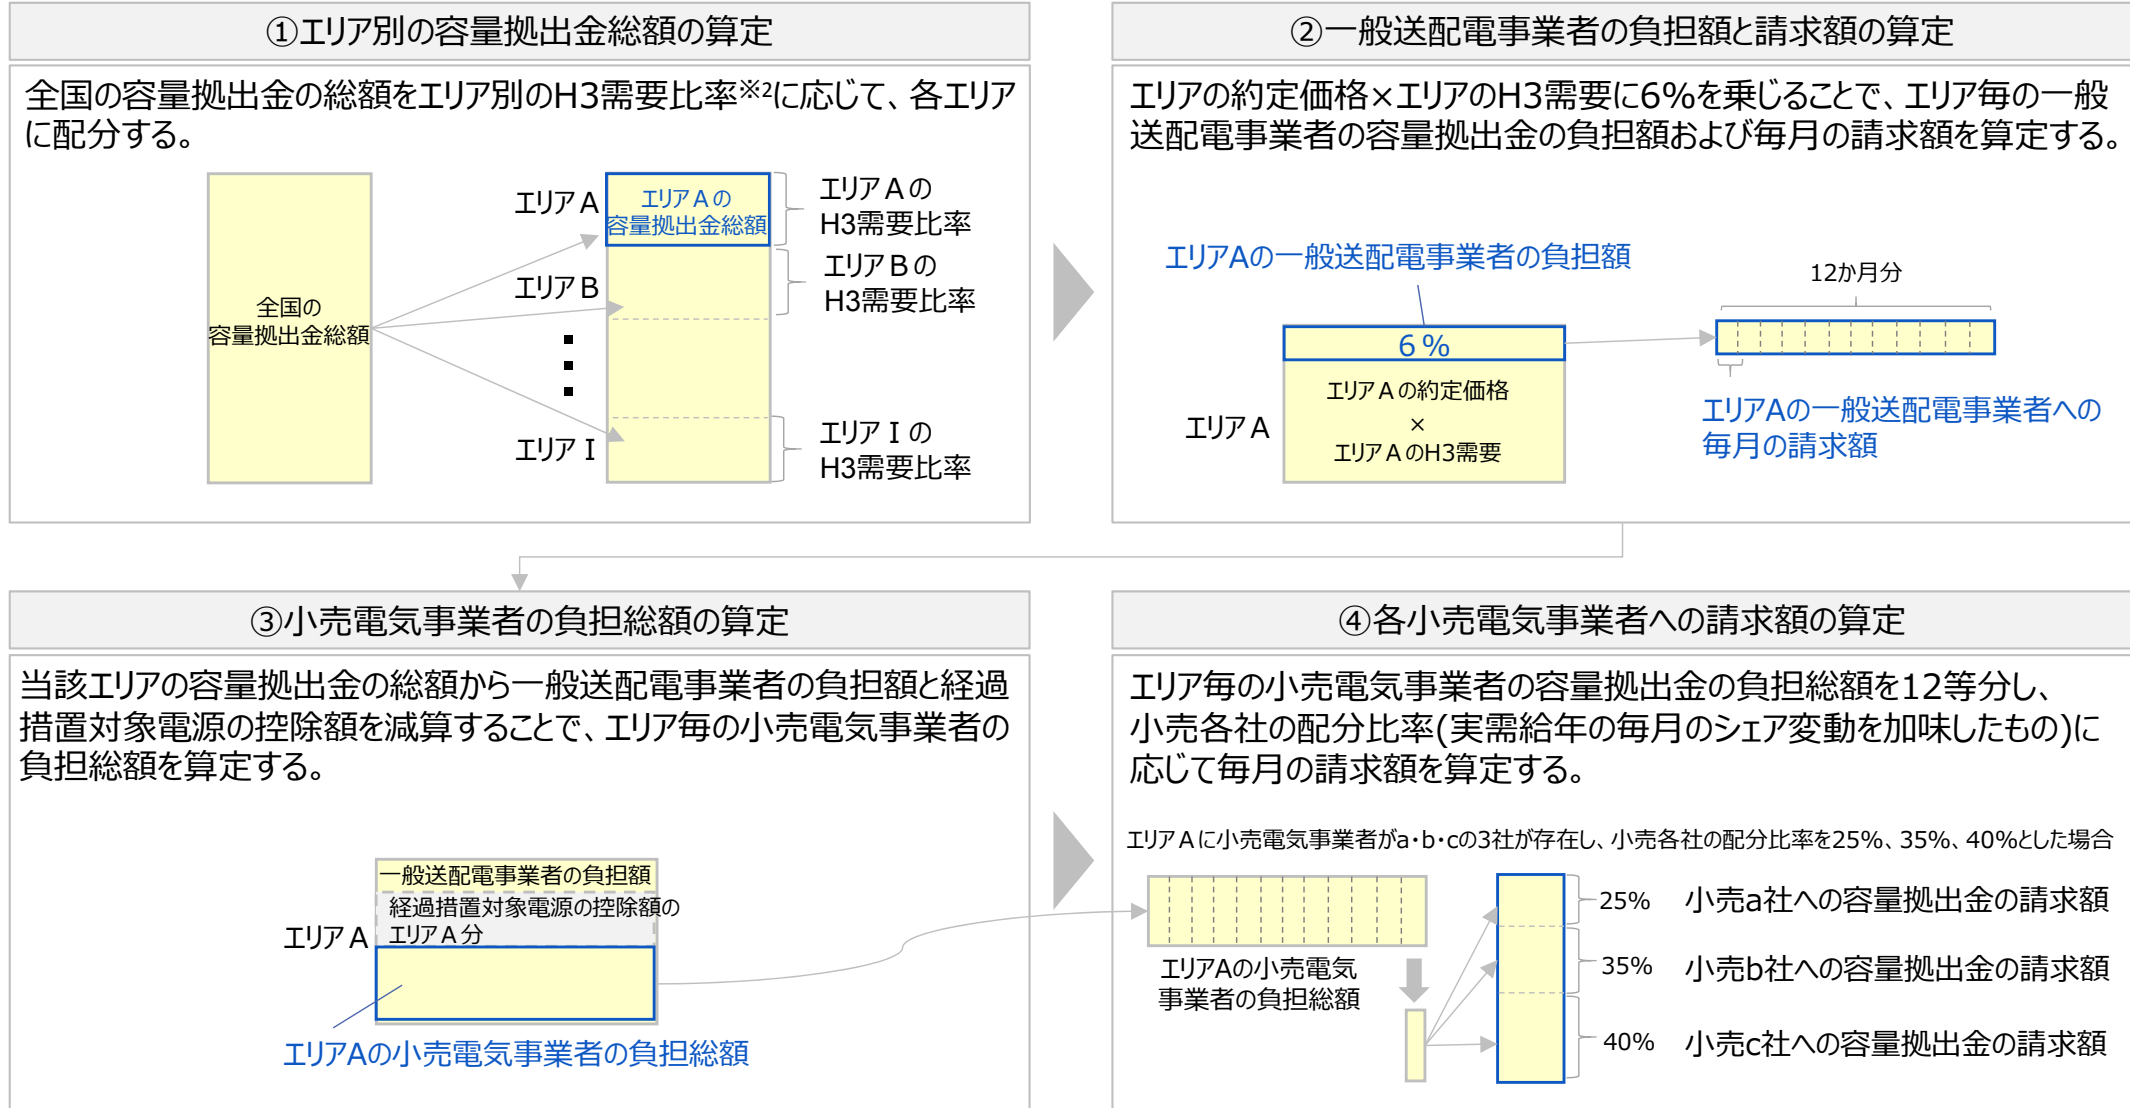 ①エリア別の容量拠出金総額の算定
全国の容量拠出金の総額をエリア別のH3需要比率※2に応じて、各エリア
に配分する。
全国の
容量拠出金総額
エリアA
エリアAの
容量拠出金総額
エリアAの
H3需要比率
エリアB
エリアBの
H3需要比率
エリアI
エリアIの
H3需要比率
②一般送配電事業者の負担額と請求額の算定
エリアの約定価格×エリアのH3需要に6%を乗じることで、エリア毎の一般
送配電事業者の容量拠出金の負担額および毎月の請求額を算定する。
エリアAの一般送配電事業者の負担額
12か月分
6%
エリアA
エリアAの約定価格
×
エリアAのH3需要
エリアAの一般送配電事業者への
毎月の請求額
③小売電気事業者の負担総額の算定
当該エリアの容量拠出金の総額から一般送配電事業者の負担額と経過
措置対象電源の控除額を減算することで、エリア毎の小売電気事業者の
負担総額を算定する。
一般送配電事業者の負担額
経過措置対象電源の控除額の
エリアA分
エリアA
エリアAの小売電気事業者の負担総額
④各小売電気事業者への請求額の算定
エリア毎の小売電気事業者の容量拠出金の負担総額を12等分し、
小売各社の配分比率(実需給年の毎月のシェア変動を加味したもの)に
応じて毎月の請求額を算定する。
エリアAに小売電気事業者がa・b・cの3社が存在し、小売各社の配分比率を25%、35%、40%とした場合
エリアAの小売電気
事業者の負担総額
25% 小売a社への容量拠出金の請求額
35% 小売b社への容量拠出金の請求額
40% 小売c社への容量拠出金の請求額